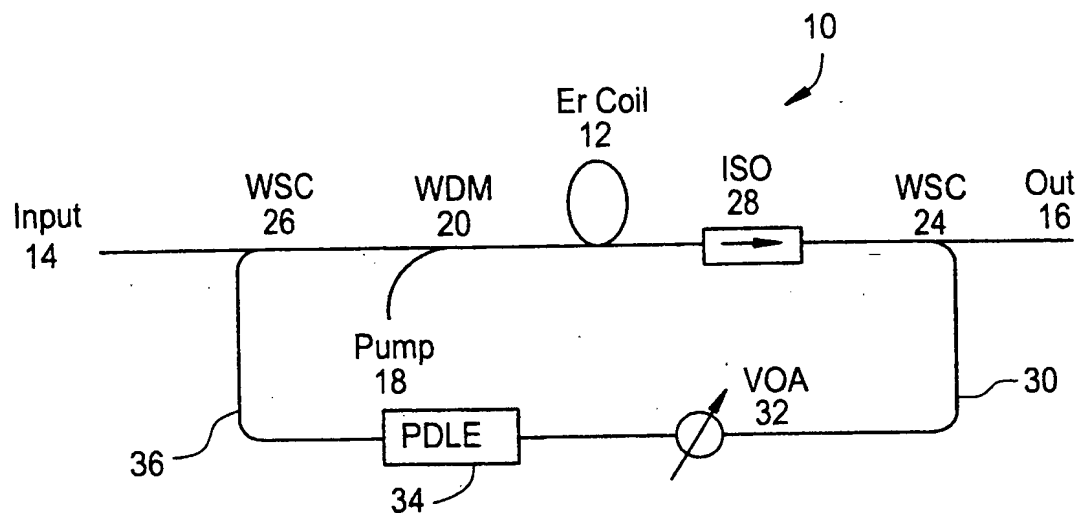 10
Er Coil
12
ISO
28
WSC
24
Out
16
WSC
26
WDM
20
Input
14
Pump
18
VOA
32
30
PDLE
36
34